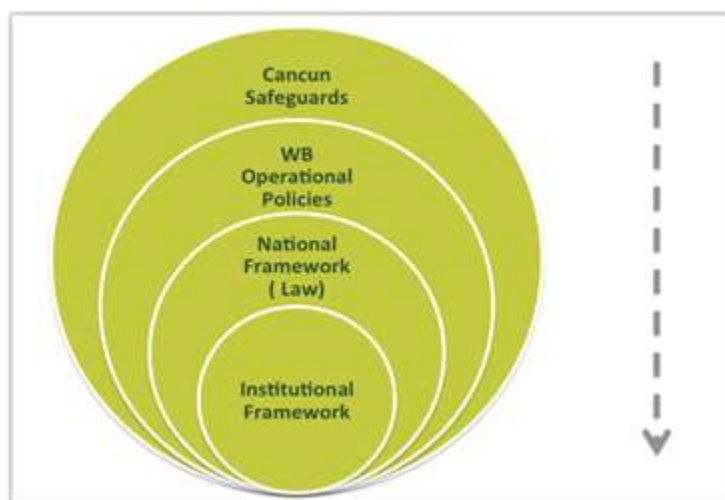 Cancun
Safeguards
WB
Operational
Policies
National
Framework
( Law)
Institutional
Framework